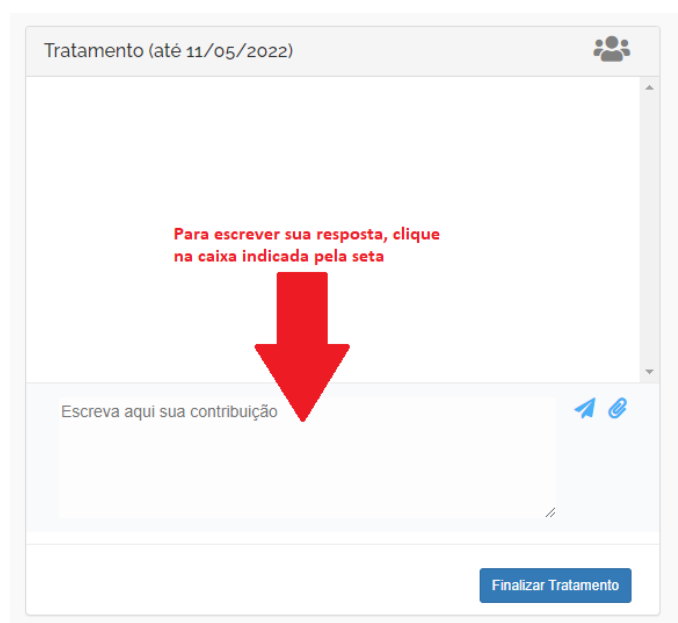 Tratamento (até 11/05/2022)
Para escrever sua resposta, clique
na caixa indicada pela seta
Escreva aqui sua contribuição
Finalizar Tratamento